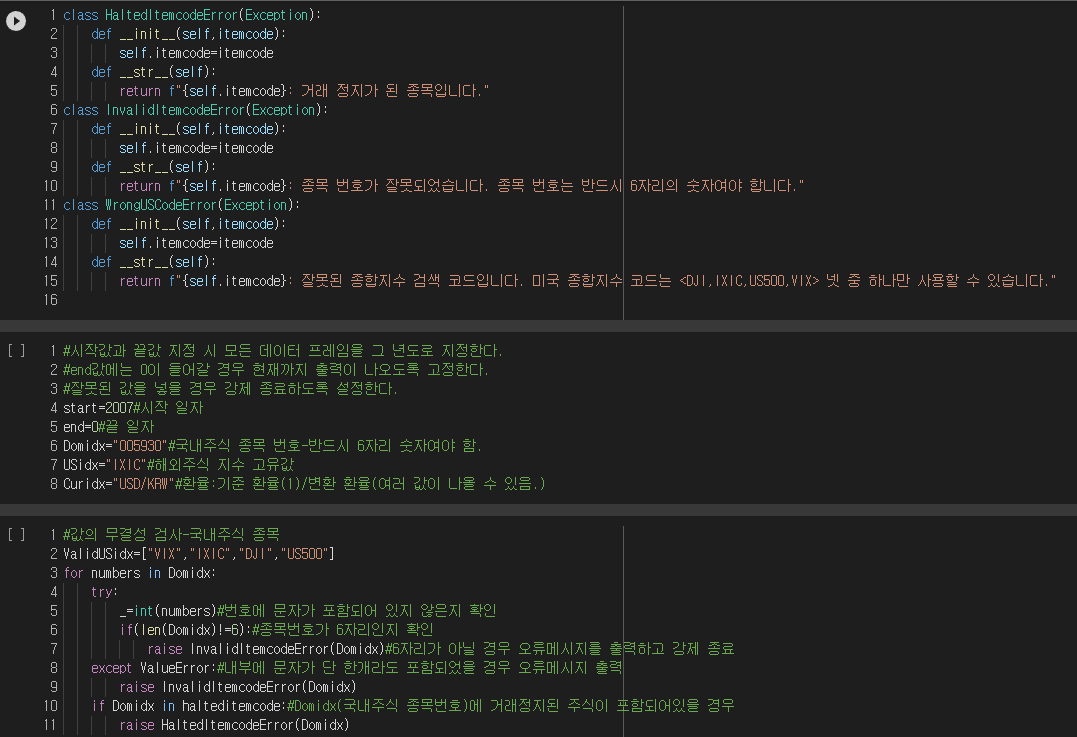 1 class HaltedItemcodeError(Exception):
2 def __init__(self,itemcode):
3 self.itemcode=itemcode
4 def __str__(self):
5 return f"{self.itemcode}: 거래 정지가 된 종목입니다."
6 class InvalidItemcodeError(Exception):
7 def __init__(self,itemcode):
8 self.itemcode=itemcode
9 def __str__(self):
10 return f"{self.itemcode}: 종목 번호가 잘못되었습니다. 종목 번호는 반드시 6자리의 숫자여야 합니다."
11 class WrongUSCodeError(Exception):
12 def __init__(self,itemcode):
13 self.itemcode=itemcode
14 def __str__(self):
15 return f"{self.itemcode}: 잘못된 종합지수 검색 코드입니다. 미국 종합지수 코드는 <DJI,IXIC,US500,VIX> 넷 중 하나만 사용할 수 있습니다."
16
[ ] 1 #시작값과 끝값 지정 시 모든 데이터 프레임을 그 년도로 지정한다.
2 #end값에는 0이 들어갈 경우 현재까지 출력이 나오도록 고정한다.
3 #잘못된 값을 넣을 경우 강제 종료하도록 설정한다.
4 start=2007#시작 일자
5 end=0#끝 일자
6 Domidx="005930"#국내주식 종목 번호-반드시 6자리 숫자여야 함.
7 USidx="IXIC"#해외주식 지수 고유값
8 Curidx="USD/KRW"#환율:기준 환율(1)/변환 환율(여러 값이 나올 수 있음.)
[ ] 1 #값의 무결성 검사-국내주식 종목
2 ValidUSidx=["VIX","IXIC","DJI","US500"]
3 for numbers in Domidx:
4 try:
5 _=int(numbers)#번호에 문자가 포함되어 있지 않은지 확인
6 if(len(Domidx)!=6):#종목번호가 6자리인지 확인
7 raise InvalidItemcodeError(Domidx)#6자리가 아닐 경우 오류메시지를 출력하고 강제 종료
8 except ValueError:#내부에 문자가 단 한개라도 포함되었을 경우 오류메시지 출력
9 raise InvalidItemcodeError(Domidx)
10 if Domidx in halteditemcode:#Domidx(국내주식 종목번호)에 거래정지된 주식이 포함되어있을 경우
11 raise HaltedItemcodeError(Domidx)